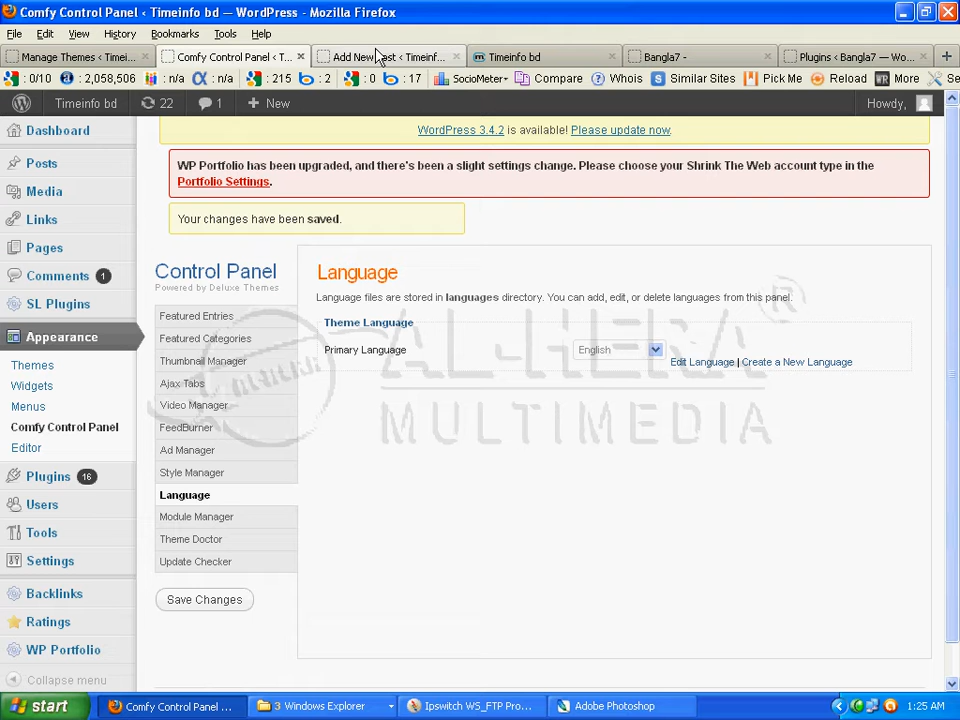 Comfy Control Panel ‹ Timeinfo bd — WordPress - Mozilla Firefox
File Edit View History Bookmarks Tools Help
Manage Themes ‹ Timei... Comfy Control Panel ‹ T... Add New Post ‹ Timeinf... Timeinfo bd Bangla7 - Plugins ‹ Bangla7 — Wo...
: 0/10 : 2,058,506 : n/a : n/a : 215 : 2 : 0 : 17 SocioMeter Compare Whois Similar Sites Pick Me Reload More Se
Timeinfo bd 22 1 + New Howdy,
Dashboard
WordPress 3.4.2 is available! Please update now.
Posts
Media
Links
Pages
Comments 1
SL Plugins
Appearance
Themes
Widgets
Menus
Comfy Control Panel
Editor
Plugins 16
Users
Tools
Settings
Backlinks
Ratings
WP Portfolio
Collapse menu
WP Portfolio has been upgraded, and there's been a slight settings change. Please choose your Shrink The Web account type in the
Portfolio Settings.
Your changes have been saved.
Control Panel
Powered by Deluxe Themes
Featured Entries
Featured Categories
Thumbnail Manager
Ajax Tabs
Video Manager
FeedBurner
Ad Manager
Style Manager
Language
Module Manager
Theme Doctor
Update Checker
Save Changes
Language
Language files are stored in languages directory. You can add, edit, or delete languages from this panel.
Theme Language
Primary Language English
Edit Language | Create a New Language
AL-HERA
MULTIMEDIA
®
start Comfy Control Panel ... 3 Windows Explorer Ipswitch WS_FTP Pro... Adobe Photoshop 1:25 AM